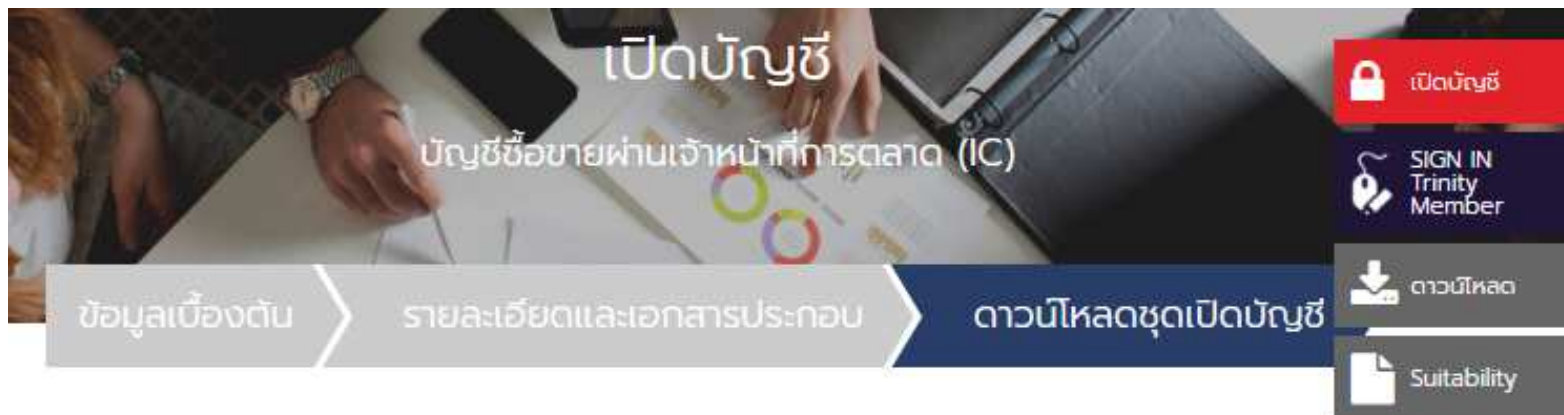 เปิดบัญชี
บัญชีซื้อขายผ่านเจ้าหน้าที่การตลาด (IC)
ข้อมูลเบื้องต้น
รายละเอียดและเอกสารประกอบ
ดาวน์โหลดชุดเปิดบัญชี
เปิดบัญชี
SIGN IN
Trinity
Member
ดาวน์โหลด
Suitability